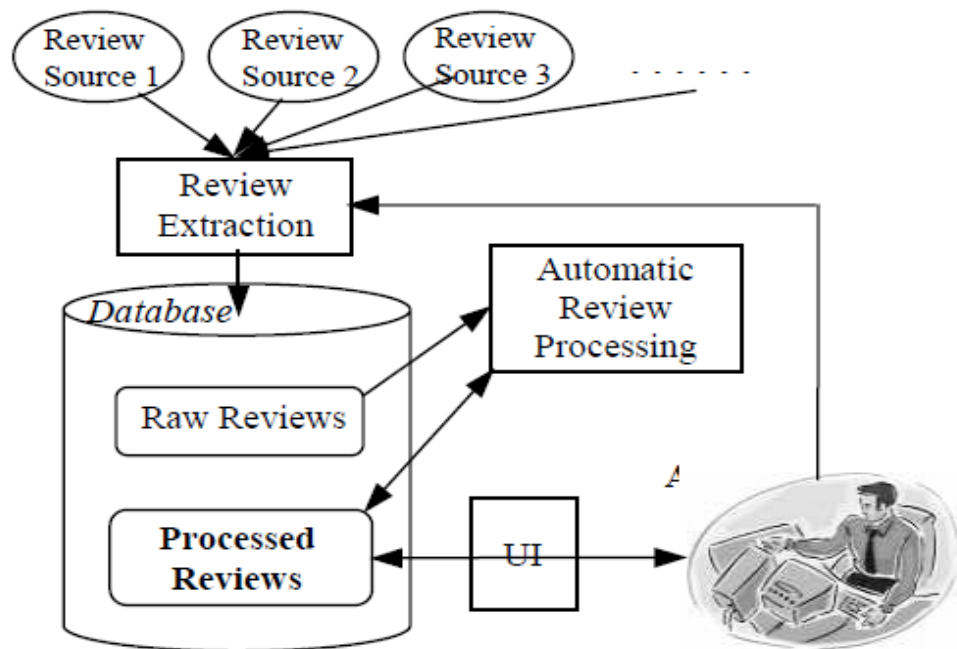 Review
Source 1
Review
Source 2
Review
Source 3
- - - - - -
Review
Extraction
Automatic
Review
Processing
Database
Raw Reviews
Processed
Reviews
UI
A